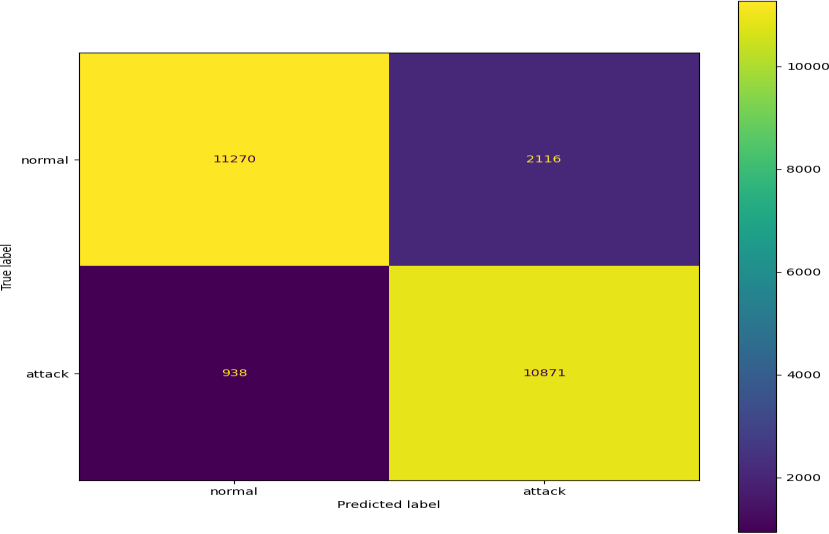 10000
normal
11270
2116
8000
True label
6000
attack
938
10871
4000
2000
normal
attack
Predicted label